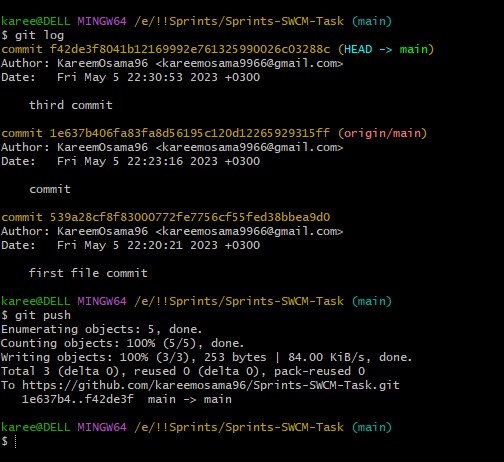 karee@DELL MINGW64 /e/!!Sprints/Sprints-SWCM-Task (main)
$ git log
commit f42de3f8041b12169992e761325990026c03288c (HEAD -> main)
Author: KareemOsama96 <kareemosama9966@gmail.com>
Date:   Fri May 5 22:30:53 2023 +0300
    third commit
commit 1e637b406fa83fa8d56195c120d12265929315ff (origin/main)
Author: KareemOsama96 <kareemosama9966@gmail.com>
Date:   Fri May 5 22:23:16 2023 +0300
    commit
commit 539a28cf8f83000772fe7756cf55fed38bbea9d0
Author: KareemOsama96 <kareemosama9966@gmail.com>
Date:   Fri May 5 22:20:21 2023 +0300
    first file commit
karee@DELL MINGW64 /e/!!Sprints/Sprints-SWCM-Task (main)
$ git push
Enumerating objects: 5, done.
Counting objects: 100% (5/5), done.
Writing objects: 100% (3/3), 253 bytes | 84.00 KiB/s, done.
Total 3 (delta 0), reused 0 (delta 0), pack-reused 0
To https://github.com/kareemosama96/Sprints-SWCM-Task.git
   1e637b4..f42de3f  main -> main
karee@DELL MINGW64 /e/!!Sprints/Sprints-SWCM-Task (main)
$